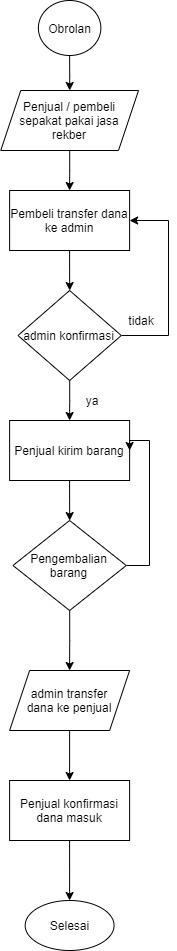 Obrolan
Penjual / pembeli
sepakat pakai jasa
rekber
Pembeli transfer dana
ke admin
admin konfirmasi
tidak
ya
Penjual kirim barang
Pengembalian
barang
admin transfer
dana ke penjual
Penjual konfirmasi
dana masuk
Selesai